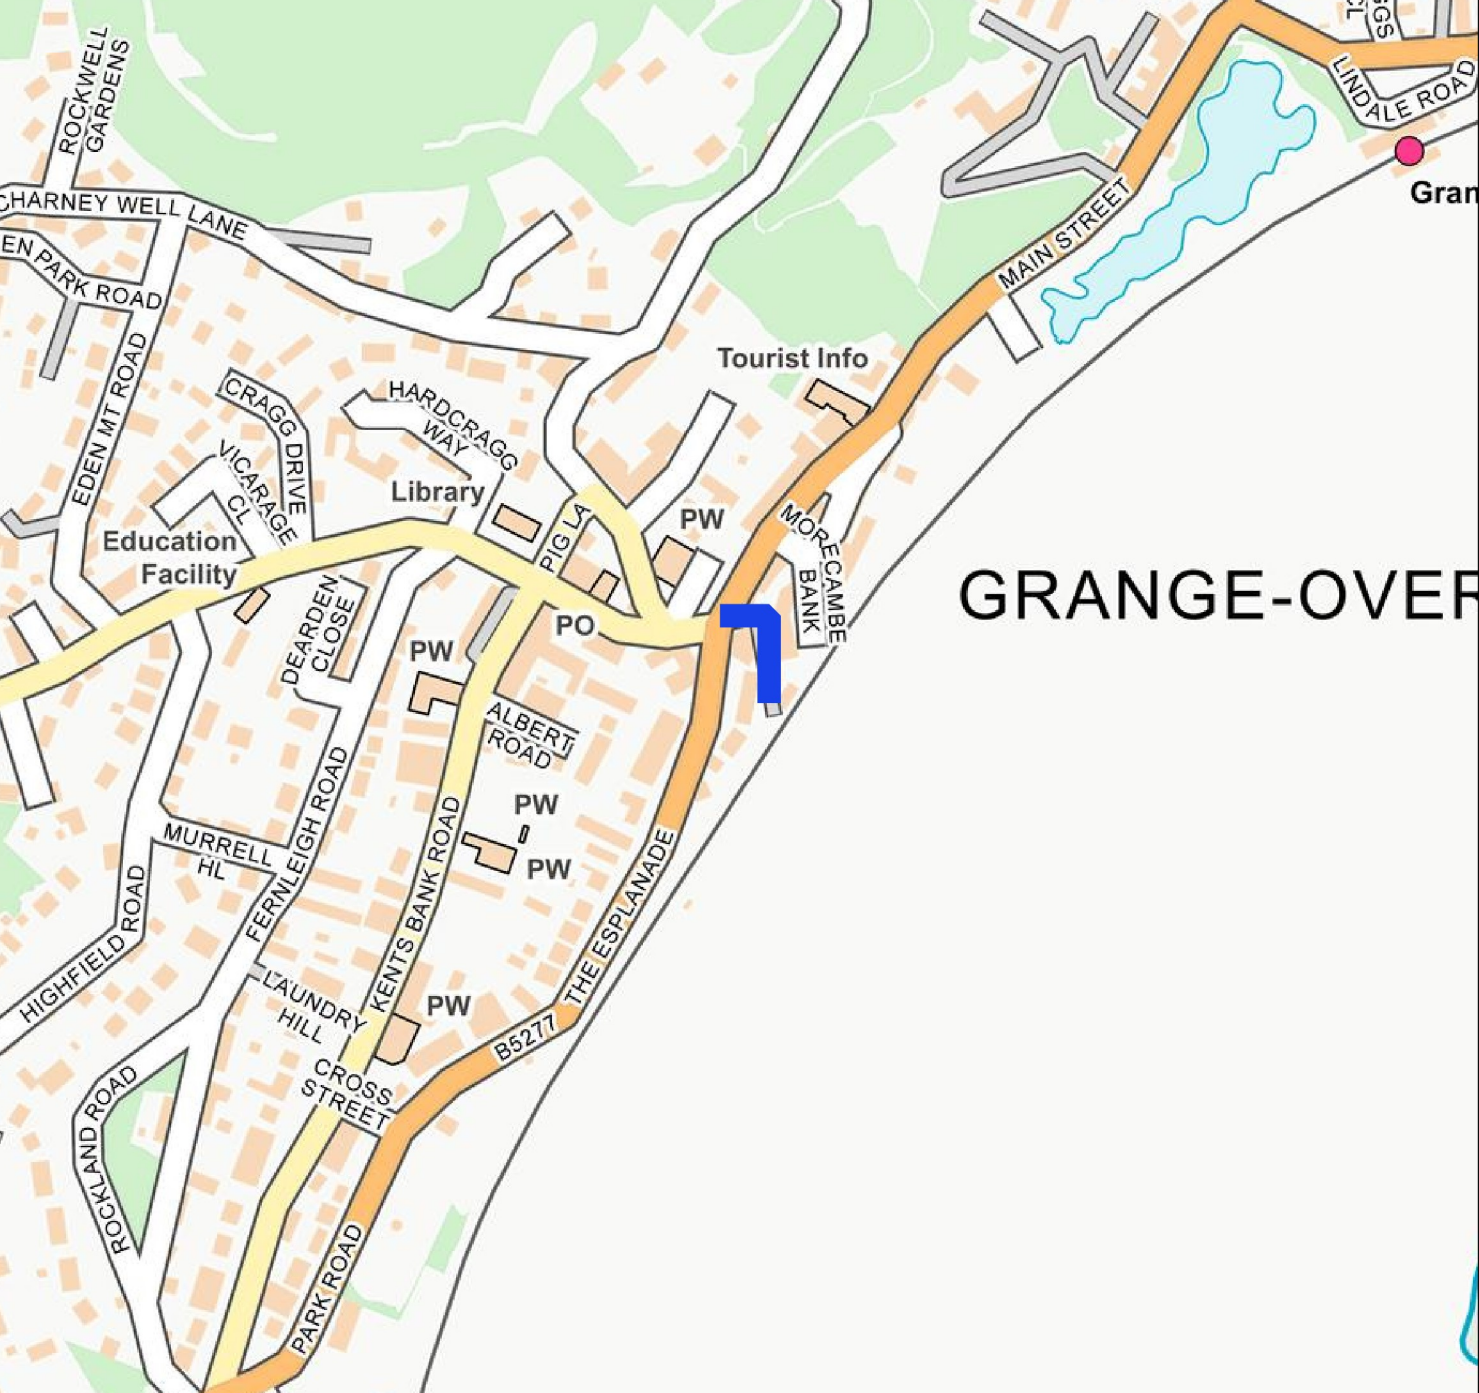 ROCKWELL
GARDENS
CL
GGS
LINDALE ROAD
CHARNEY WELL LANE
Gran
EN PARK ROAD
MAIN STREET
EDEN MT ROAD
Tourist Info
CRAGG DRIVE
HARDCRAGG
WAY
VICARAGE
CL
Library
PIG LA
PW
MORECAMBE
BANK
Education
Facility
GRANGE-OVER
DEARDEN
CLOSE
PO
PW
ALBERT
ROAD
PW
PW
MURRELL
HL
FERNLEIGH ROAD
KENTS BANK ROAD
THE ESPLANADE
HIGHFIELD ROAD
LAUNDRY
HILL
PW
B5277
CROSS
STREET
ROCKLAND ROAD
PARK ROAD